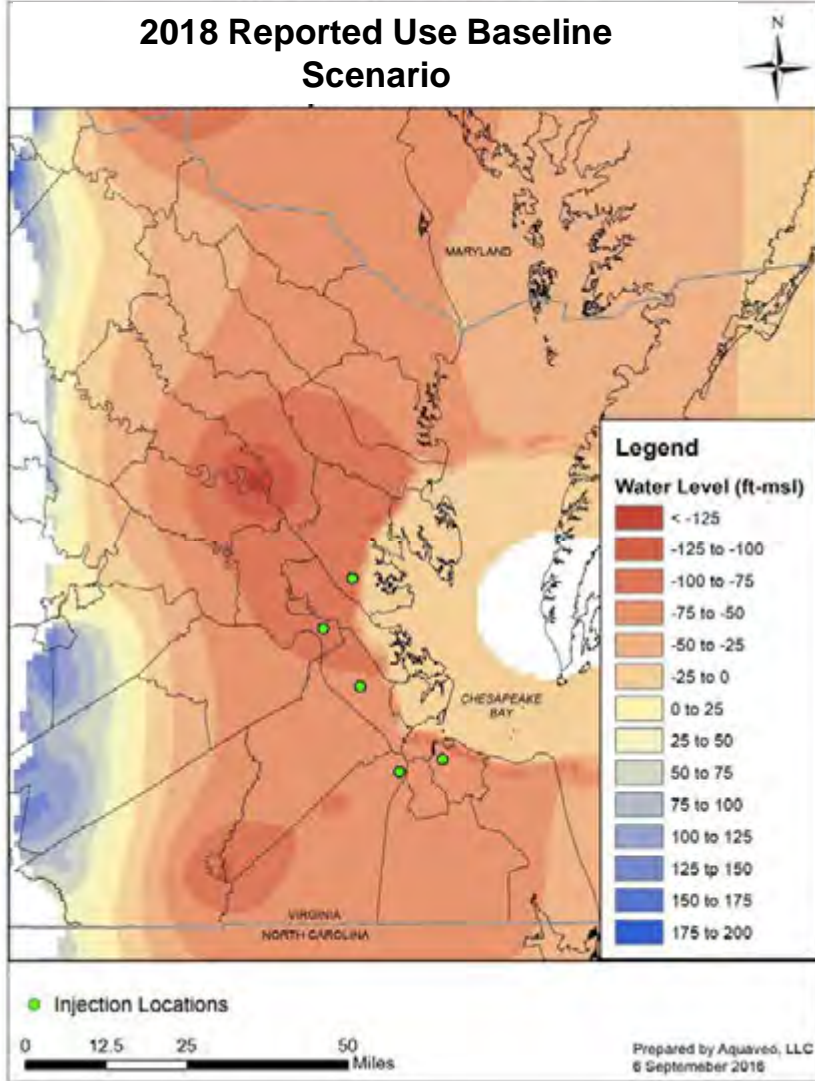 2018 Reported Use Baseline
Scenario
N
MARYLAND
CHESAPEAKE
BAY
VIRGINIA
NORTH CAROLINA
Legend
Water Level (ft-msl)
< -125
-125 to -100
-100 to -75
-75 to -50
-50 to -25
-25 to 0
0 to 25
25 to 50
50 to 75
75 to 100
100 to 125
125 tp 150
150 to 175
175 to 200
Injection Locations
0 12.5 25 50
Miles
Prepared by Aquaveo, LLC
6 Septemeber 2016